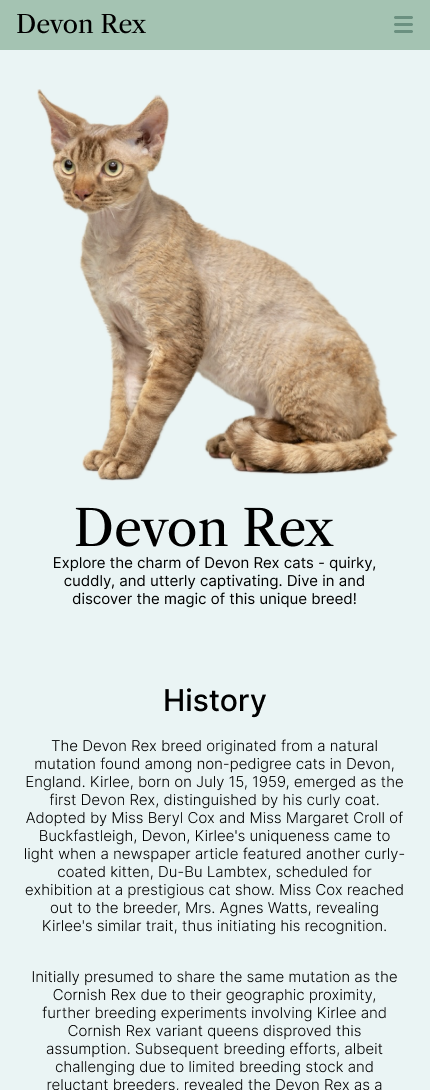 Devon Rex
Devon Rex
Explore the charm of Devon Rex cats - quirky,
cuddly, and utterly captivating. Dive in and
discover the magic of this unique breed!
History
The Devon Rex breed originated from a natural
mutation found among non-pedigree cats in Devon,
England. Kirlee, born on July 15, 1959, emerged as the
first Devon Rex, distinguished by his curly coat.
Adopted by Miss Beryl Cox and Miss Margaret Croll of
Buckfastleigh, Devon, Kirlee's uniqueness came to
light when a newspaper article featured another curly-
coated kitten, Du-Bu Lambtex, scheduled for
exhibition at a prestigious cat show. Miss Cox reached
out to the breeder, Mrs. Agnes Watts, revealing
Kirlee's similar trait, thus initiating his recognition.
Initially presumed to share the same mutation as the
Cornish Rex due to their geographic proximity,
further breeding experiments involving Kirlee and
Cornish Rex variant queens disproved this
assumption. Subsequent breeding efforts, albeit
challenging due to limited breeding stock and
reluctant breeders, revealed the Devon Rex as a